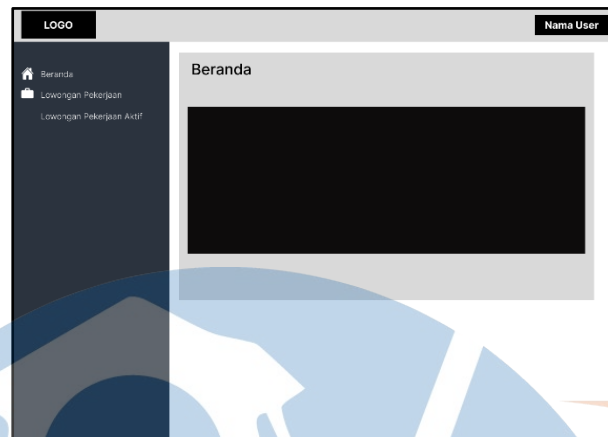 LOGO
Nama User
Beranda
Lowongan Pekerjaan
Lowongan Pekerjaan Aktif
Beranda